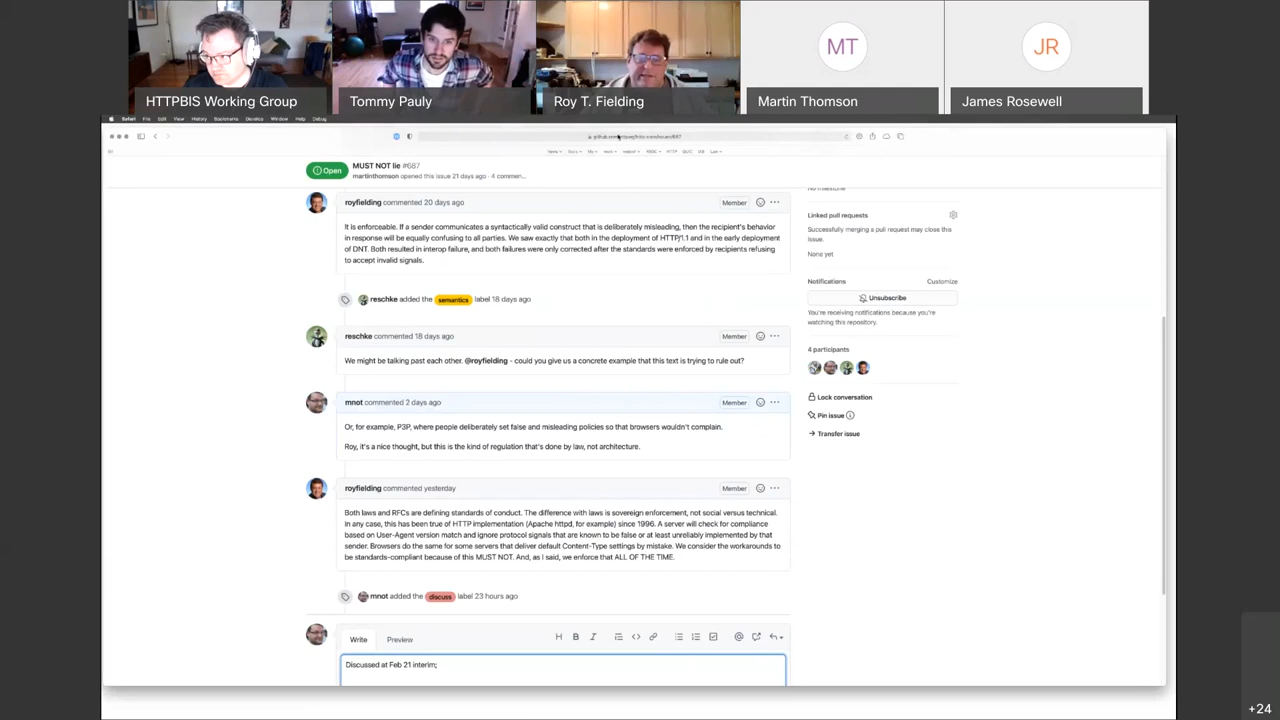 MT
JR
HTTPBIS Working Group
Tommy Pauly
Roy T. Fielding
Martin Thomson
James Rosewell
Safari File Edit View History Bookmarks Develop Window Help Debug
Open
MUST NOT lie #687
martinthomson opened this issue 21 days ago · 4 commen...
No milestone
royfielding commented 20 days ago
Member
It is enforceable. If a sender communicates a syntactically valid construct that is deliberately misleading, then the recipient's behavior
in response will be equally confusing to all parties. We saw exactly that both in the deployment of HTTP/1.1 and in the early deployment
of DNT. Both resulted in interop failure, and both failures were only corrected after the standards were enforced by recipients refusing
to accept invalid signals.
Linked pull requests
Successfully merging a pull request may close this
issue.
None yet
Notifications
Customize
Unsubscribe
You're receiving notifications because you're
watching this repository.
reschke added the semantics label 18 days ago
reschke commented 18 days ago
Member
We might be talking past each other. @royfielding - could you give us a concrete example that this text is trying to rule out?
4 participants
Lock conversation
Pin issue
Transfer issue
mnot commented 2 days ago
Member
Or, for example, P3P, where people deliberately set false and misleading policies so that browsers wouldn't complain.
Roy, it's a nice thought, but this is the kind of regulation that's done by law, not architecture.
royfielding commented yesterday
Member
Both laws and RFCs are defining standards of conduct. The difference with laws is sovereign enforcement, not social versus technical.
In any case, this has been true of HTTP implementation (Apache httpd, for example) since 1996. A server will check for compliance
based on User-Agent version match and ignore protocol signals that are known to be false or at least unreliably implemented by that
sender. Browsers do the same for some servers that deliver default Content-Type settings by mistake. We consider the workarounds to
be standards-compliant because of this MUST NOT. And, as I said, we enforce that ALL OF THE TIME.
mnot added the discuss label 23 hours ago
Write
Preview
Discussed at Feb 21 interim;
+24